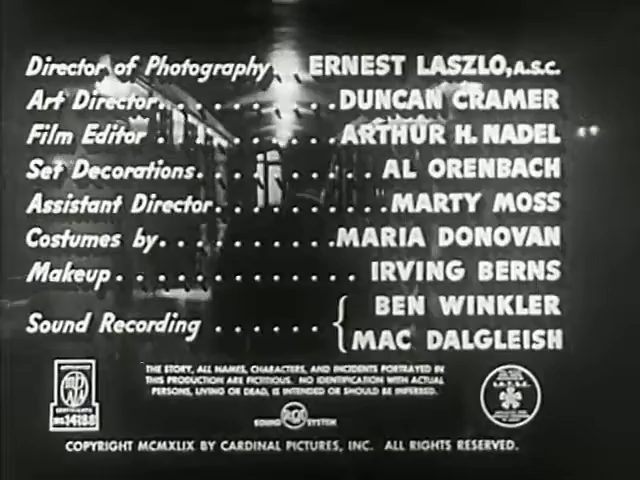 Director of Photography ERNEST LASZLO, A.S.C.
Art Director. . . . . . . . . . DUNCAN CRAMER
Film Editor . . . . . . . . . . ARTHUR H. NADEL
Set Decorations. . . . . . . . . . AL ORENBACH
Assistant Director. . . . . . . . . . MARTY MOSS
Costumes by. . . . . . . . . . MARIA DONOVAN
Makeup. . . . . . . . . . . . . IRVING BERNS
Sound Recording . . . . . . { BEN WINKLER
MAC DALGLEISH
THE STORY, ALL NAMES, CHARACTERS, AND INCIDENTS PORTRAYED IN
THIS PRODUCTION ARE FICTITIOUS. NO IDENTIFICATION WITH ACTUAL
PERSONS, LIVING OR DEAD, IS INTENDED OR SHOULD BE INFERRED.
SOUND RCA SYSTEM
COPYRIGHT MCMXLIX BY CARDINAL PICTURES, INC. ALL RIGHTS RESERVED.